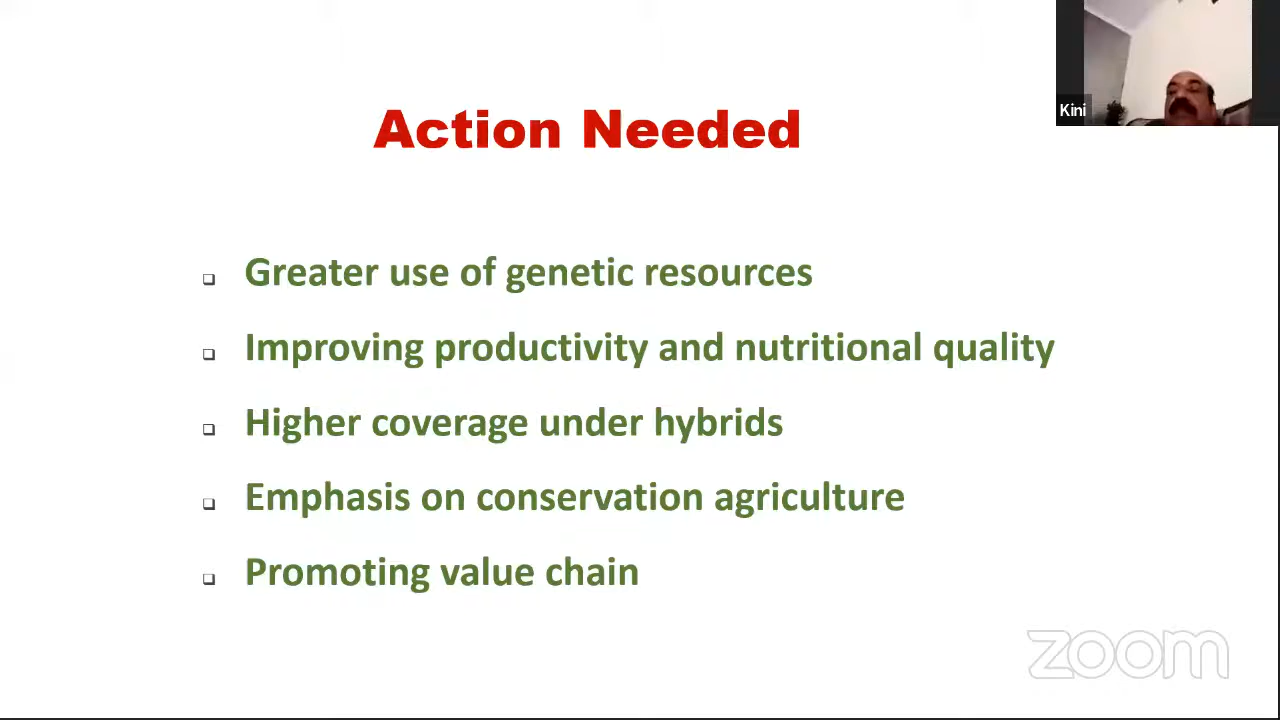 Kini
Action Needed
Greater use of genetic resources
Improving productivity and nutritional quality
Higher coverage under hybrids
Emphasis on conservation agriculture
Promoting value chain
zoom